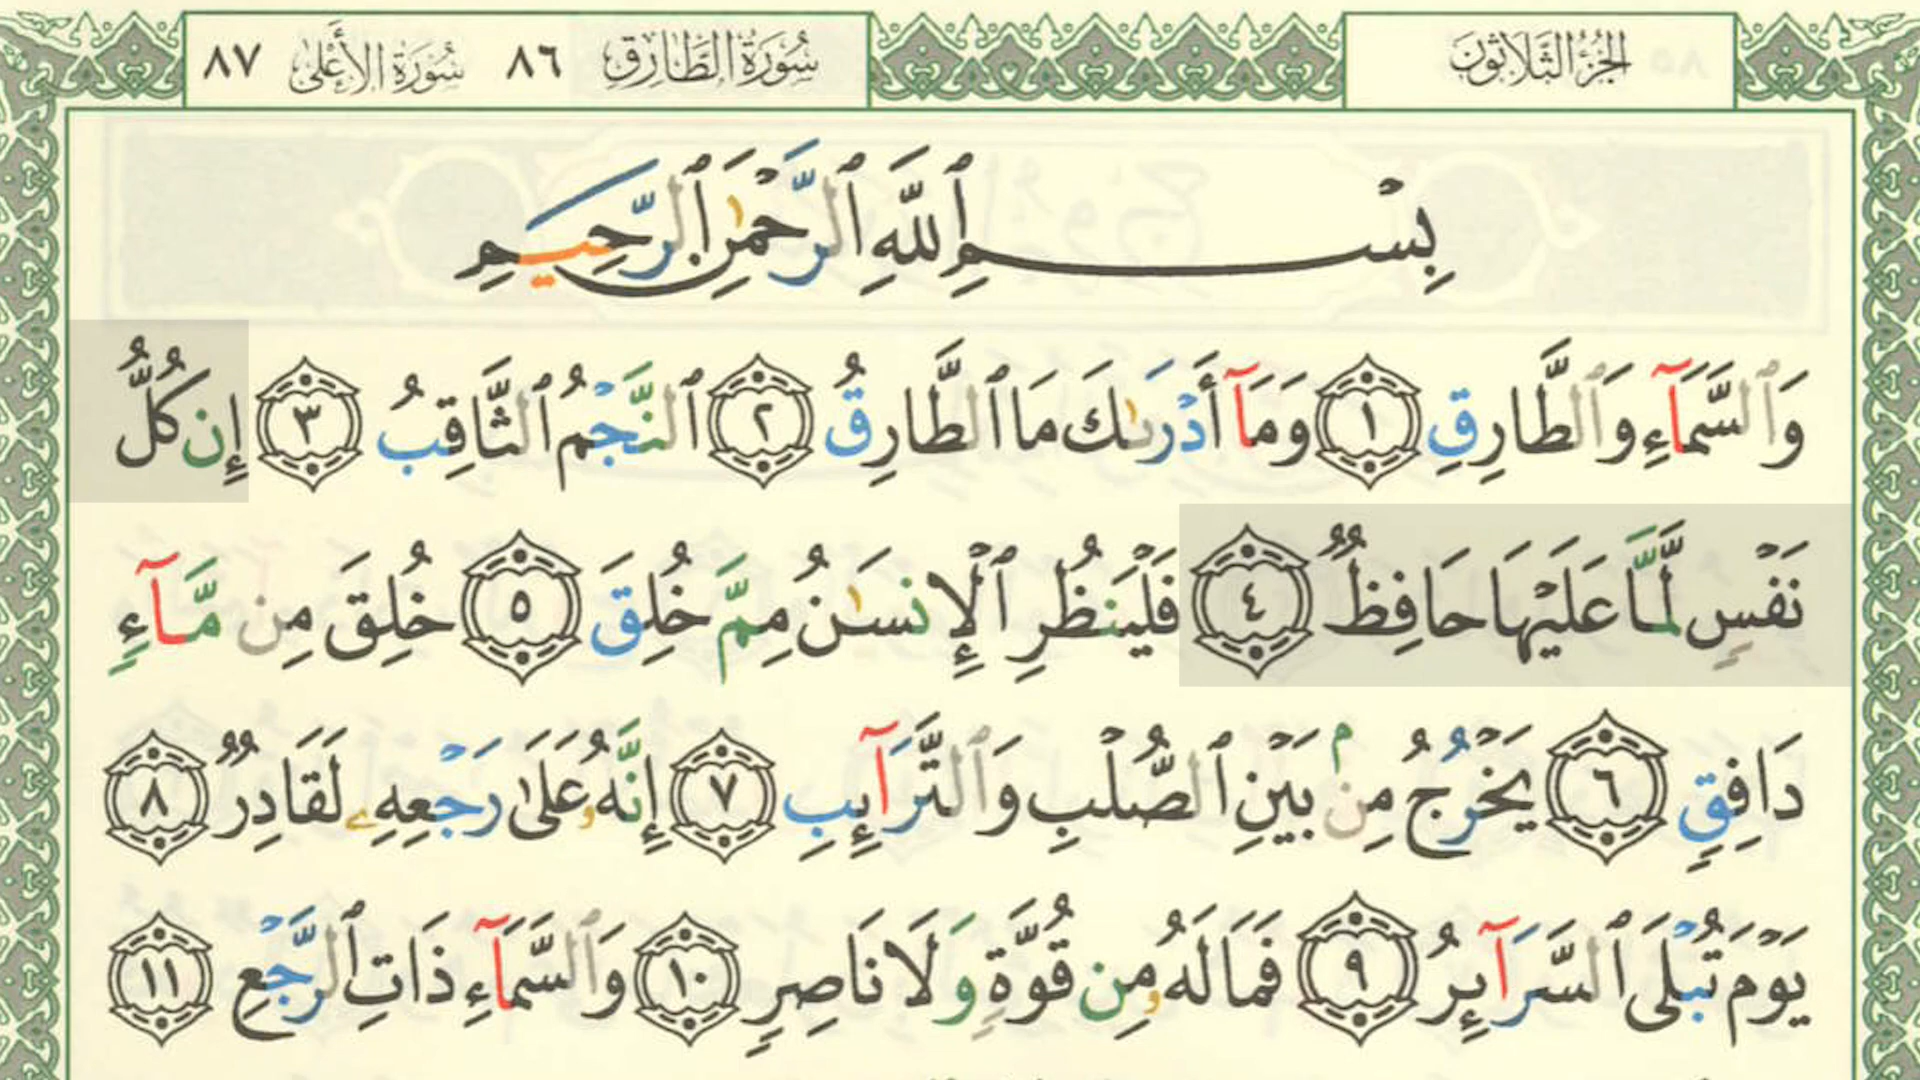 الجزء الثلاثون سورة الطارق ٨٦ سورة الأعلى ٨٧
بِسْمِ ٱللَّهِ ٱلرَّحْمَٰنِ ٱلرَّحِيمِ
وَٱلسَّمَآءِ وَٱلطَّارِقِ ١ وَمَآ أَدْرَىٰكَ مَا ٱلطَّارِقُ ٢ ٱلنَّجْمُ ٱلثَّاقِبُ ٣ إِن كُلُّ
نَفْسٍ لَّمَّا عَلَيْهَا حَافِظٌ ٤ فَلْيَنظُرِ ٱلْإِنسَٰنُ مِمَّ خُلِقَ ٥ خُلِقَ مِن مَّآءٍ
دَافِقٍ ٦ يَخْرُجُ مِنۢ بَيْنِ ٱلصُّلْبِ وَٱلتَّرَآئِبِ ٧ إِنَّهُۥ عَلَىٰ رَجْعِهِۦ لَقَادِرٌ ٨
يَوْمَ تُبْلَى ٱلسَّرَآئِرُ ٩ فَمَا لَهُۥ مِن قُوَّةٍ وَلَا نَاصِرٍ ١٠ وَٱلسَّمَآءِ ذَاتِ ٱلرَّجْعِ ١١